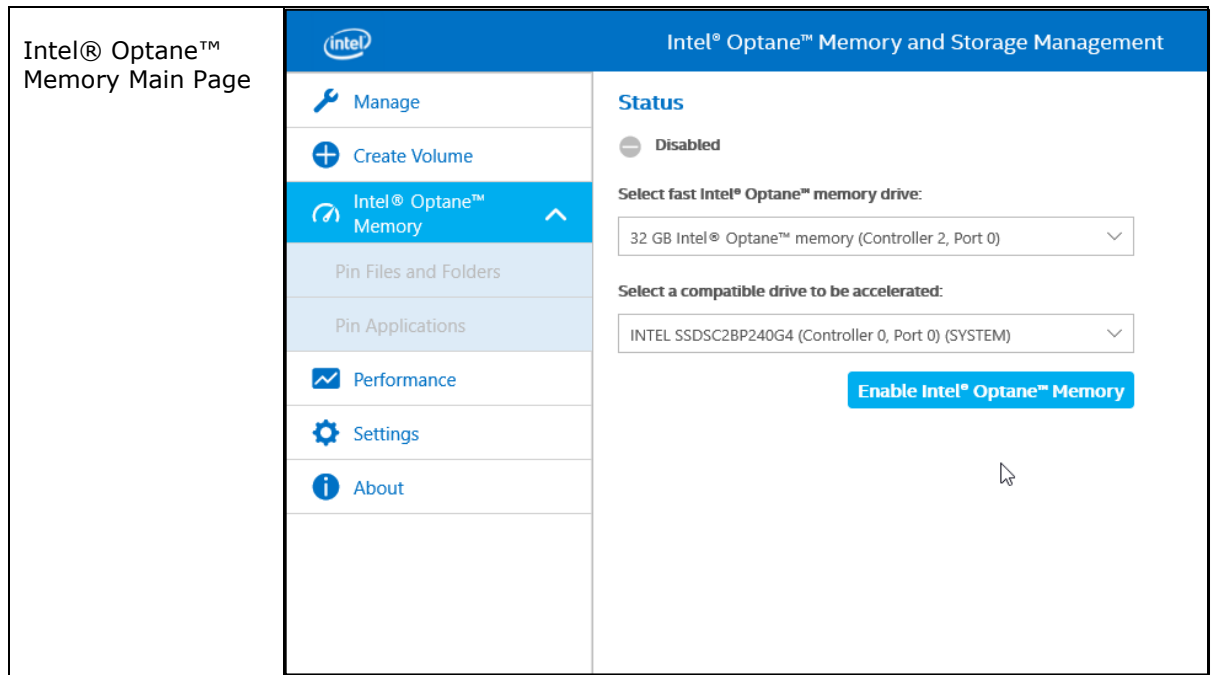 Intel® Optane™
Memory Main Page
intel
Intel® Optane™ Memory and Storage Management
Manage
Create Volume
Intel® Optane™
Memory
Pin Files and Folders
Pin Applications
Performance
Settings
About
Status
Disabled
Select fast Intel® Optane™ memory drive:
32 GB Intel® Optane™ memory (Controller 2, Port 0)
Select a compatible drive to be accelerated:
INTEL SSDSC2BP240G4 (Controller 0, Port 0) (SYSTEM)
Enable Intel® Optane™ Memory